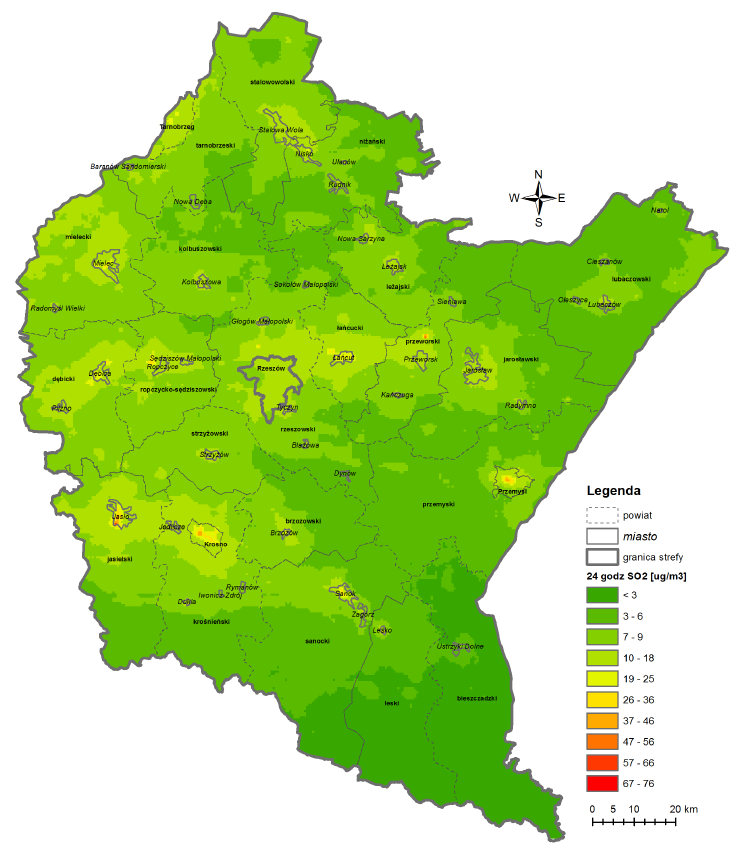 stalowowolski
Tarnobrzeg
Stalowa Wola
tarnobrzeski
niżański
Nisko
Ulanów
Baranów Sandomierski
Rudnik
N
W E
S
Nowa Dęba
Narol
mielecki
Nowa Sarzyna
kolbuszowski
Mielec
Leżajsk
Cieszanów
Kolbuszowa
Sokołów Małopolski
leżajski
lubaczowski
Radomyśl Wielki
Sieniawa
Oleszyce
Lubaczów
Głogów Małopolski
łańcucki
przeworski
Sędziszów Małopolski
Łańcut
Przeworsk
jarosławski
Ropczyce
Rzeszów
Jarosław
dębicki
Dębica
ropczycko-sędziszowski
Kańczuga
Pilzno
Tyczyn
Radymno
strzyżowski
rzeszowski
Błażowa
Strzyżów
Dynów
Przemyśl
przemyski
Jasło
Jedlicze
brzozowski
Brzozów
Krosno
jasielski
Rymanów
Iwonicz-Zdrój
Dukla
Sanok
Zagórz
krośnieński
Lesko
sanocki
Ustrzyki Dolne
leski
bieszczadzki
Legenda
powiat
miasto
granica strefy
24 godz SO2 [ug/m3]
< 3
3 - 6
7 - 9
10 - 18
19 - 25
26 - 36
37 - 46
47 - 56
57 - 66
67 - 76
0 5 10 20 km